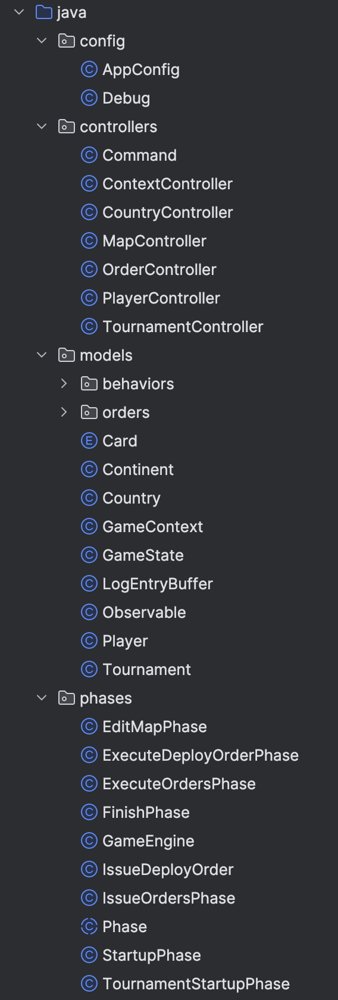 java
config
AppConfig
Debug
controllers
Command
ContextController
CountryController
MapController
OrderController
PlayerController
TournamentController
models
behaviors
orders
Card
Continent
Country
GameContext
GameState
LogEntryBuffer
Observable
Player
Tournament
phases
EditMapPhase
ExecuteDeployOrderPhase
ExecuteOrdersPhase
FinishPhase
GameEngine
IssueDeployOrder
IssueOrdersPhase
Phase
StartupPhase
TournamentStartupPhase